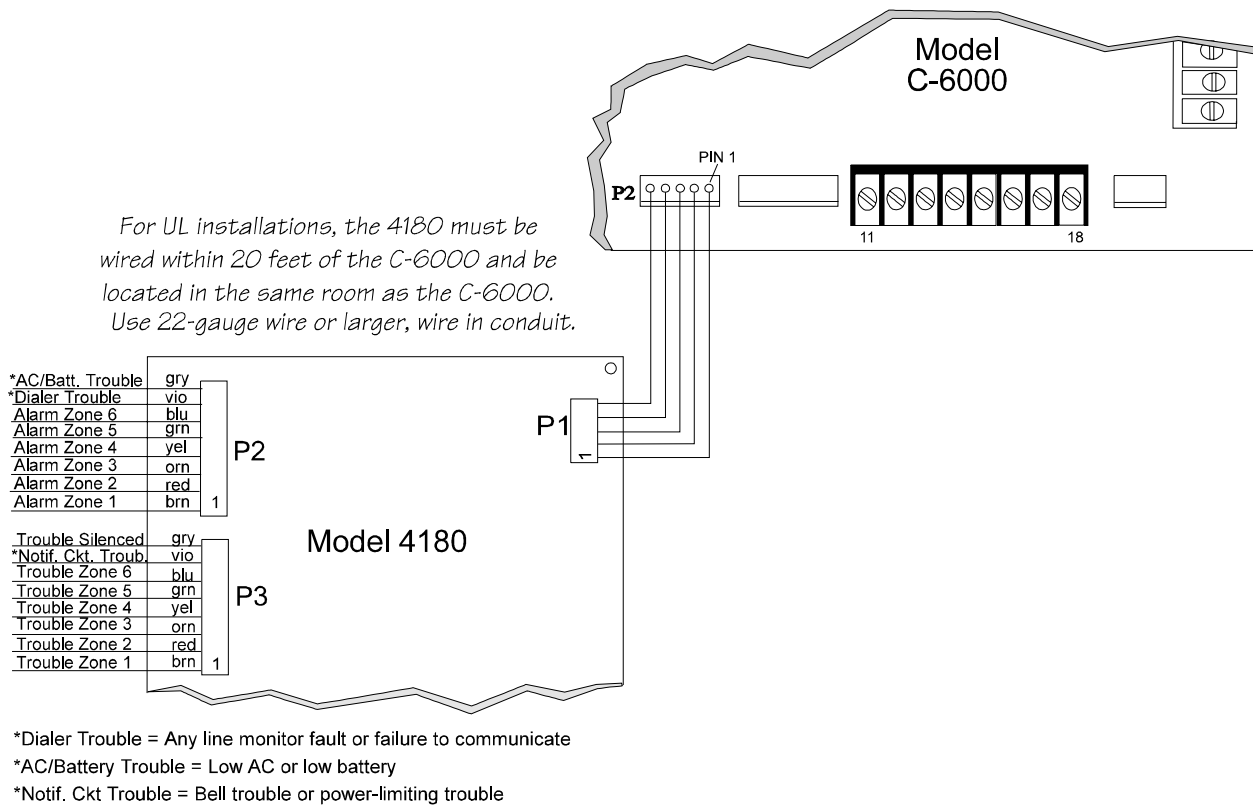 Model
C-6000
PIN 1
P2
11
18
For UL installations, the 4180 must be
wired within 20 feet of the C-6000 and be
located in the same room as the C-6000.
Use 22-gauge wire or larger, wire in conduit.
*AC/Batt. Trouble gry
*Dialer Trouble vio
Alarm Zone 6 blu
Alarm Zone 5 grn
Alarm Zone 4 yel
Alarm Zone 3 orn
Alarm Zone 2 red
Alarm Zone 1 brn
P2
1
P1
1
Model 4180
Trouble Silenced gry
*Notif. Ckt. Troub. vio
Trouble Zone 6 blu
Trouble Zone 5 grn
Trouble Zone 4 yel
Trouble Zone 3 orn
Trouble Zone 2 red
Trouble Zone 1 brn
P3
1
*Dialer Trouble = Any line monitor fault or failure to communicate
*AC/Battery Trouble = Low AC or low battery
*Notif. Ckt Trouble = Bell trouble or power-limiting trouble